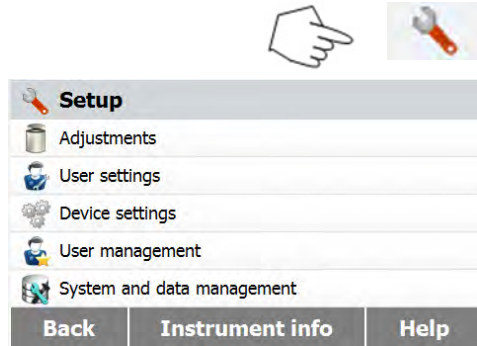 Setup
Adjustments
User settings
Device settings
User management
System and data management
Back Instrument info Help